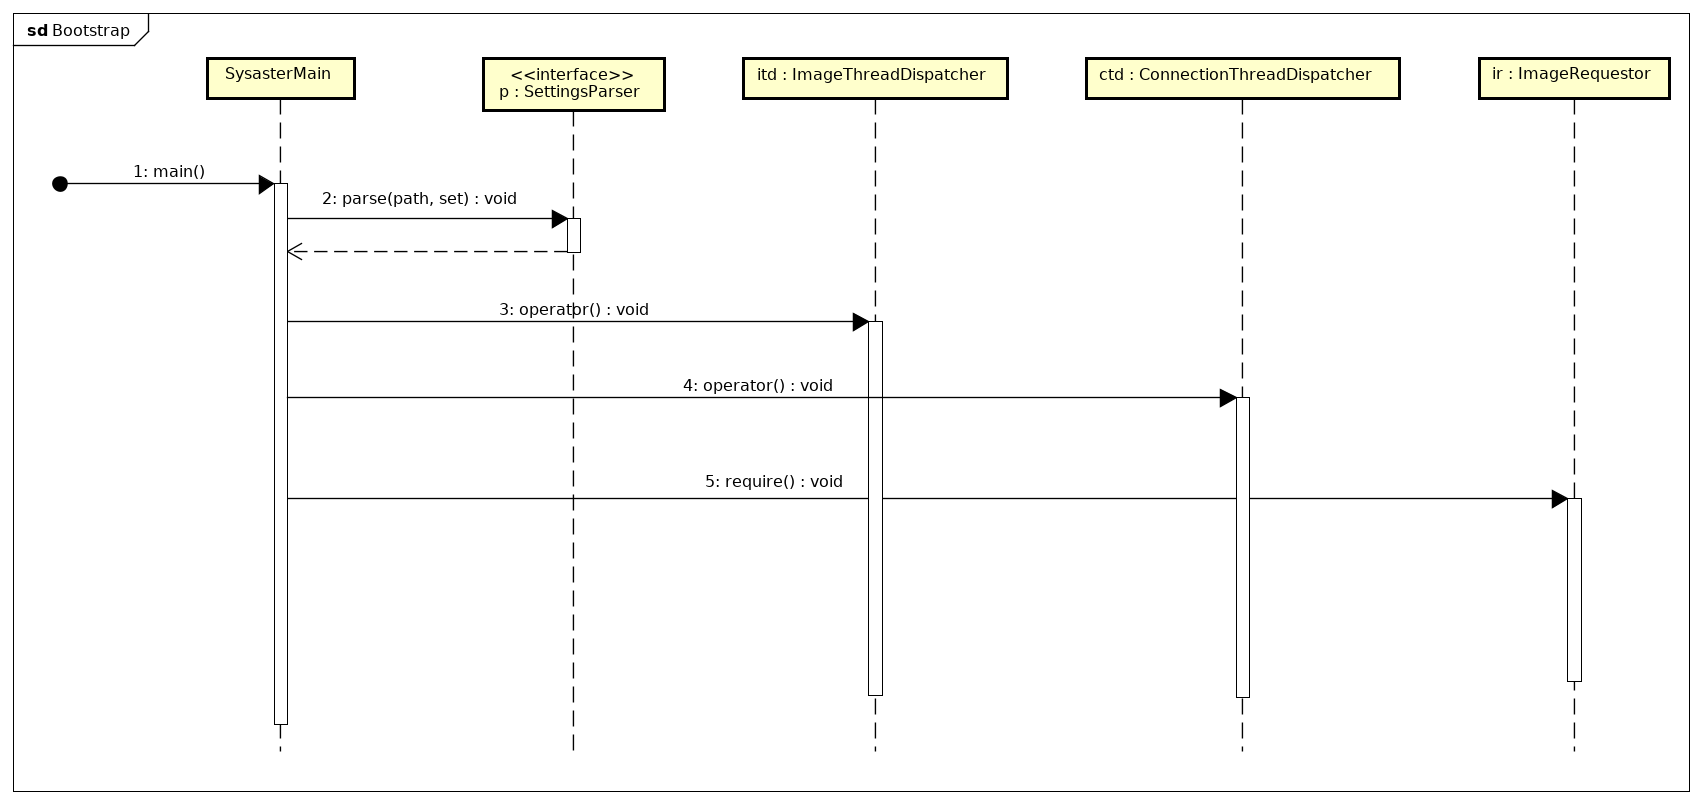 sd Bootstrap
SysasterMain
<<interface>>
p : SettingsParser
itd : ImageThreadDispatcher
ctd : ConnectionThreadDispatcher
ir : ImageRequestor
1: main()
2: parse(path, set) : void
3: operator() : void
4: operator() : void
5: require() : void